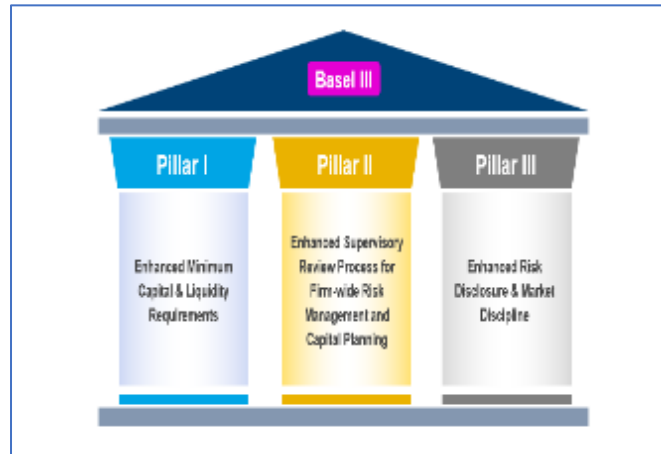 Basel III
Pillar I
Pillar II
Pillar III
Enhanced Minimum
Capital & Liquidity
Requirements
Enhanced Supervisory
Review Process for
Firm-wide Risk
Management and
Capital Planning
Enhanced Risk
Disclosure & Market
Discipline